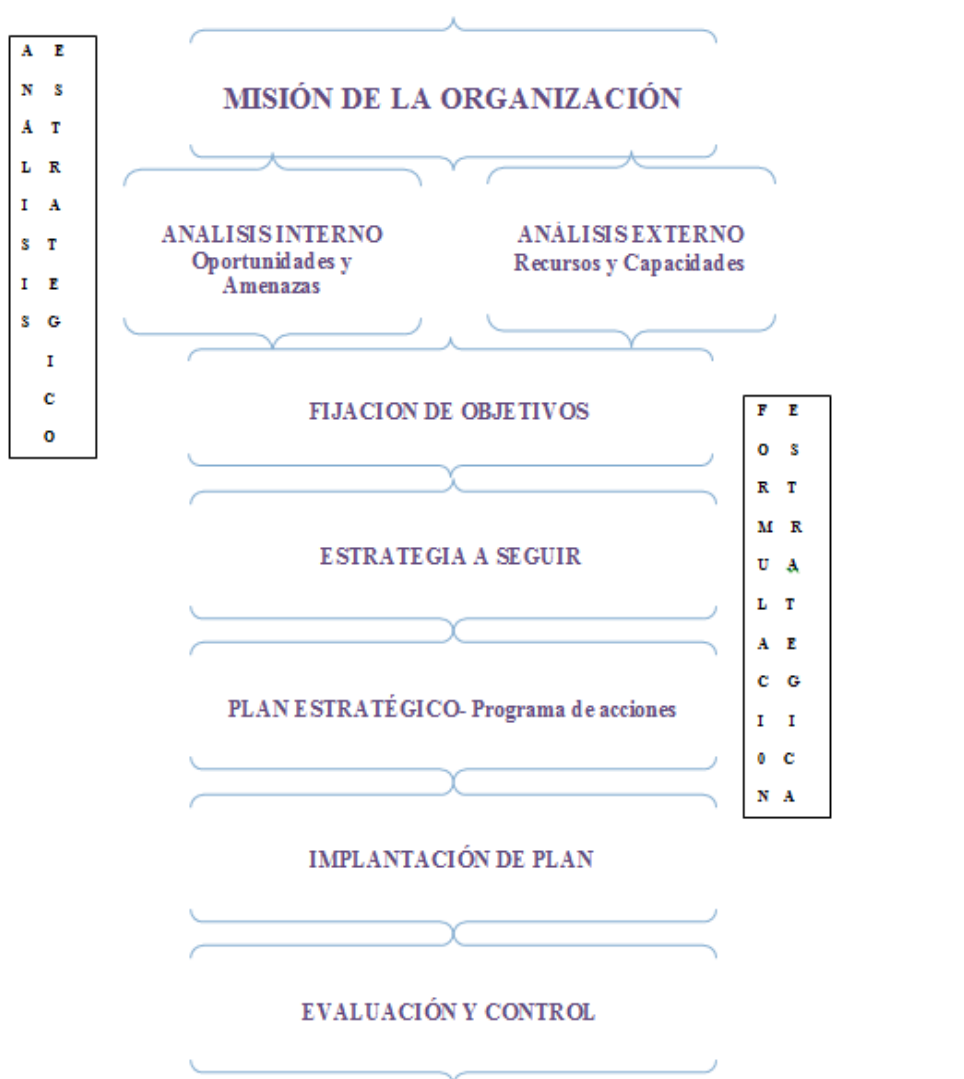 A E
N S
Á T
L R
I A
S T
I E
S G
I
C
O
MISIÓN DE LA ORGANIZACIÓN
ANALISIS INTERNO
Oportunidades y
Amenazas
ANÁLISIS EXTERNO
Recursos y Capacidades
FIJACION DE OBJETIVOS
ESTRATEGIA A SEGUIR
PLAN ESTRATÉGICO- Programa de acciones
IMPLANTACIÓN DE PLAN
EVALUACIÓN Y CONTROL
F E
O S
R T
M R
U A
L T
A E
C G
I I
0 C
N A